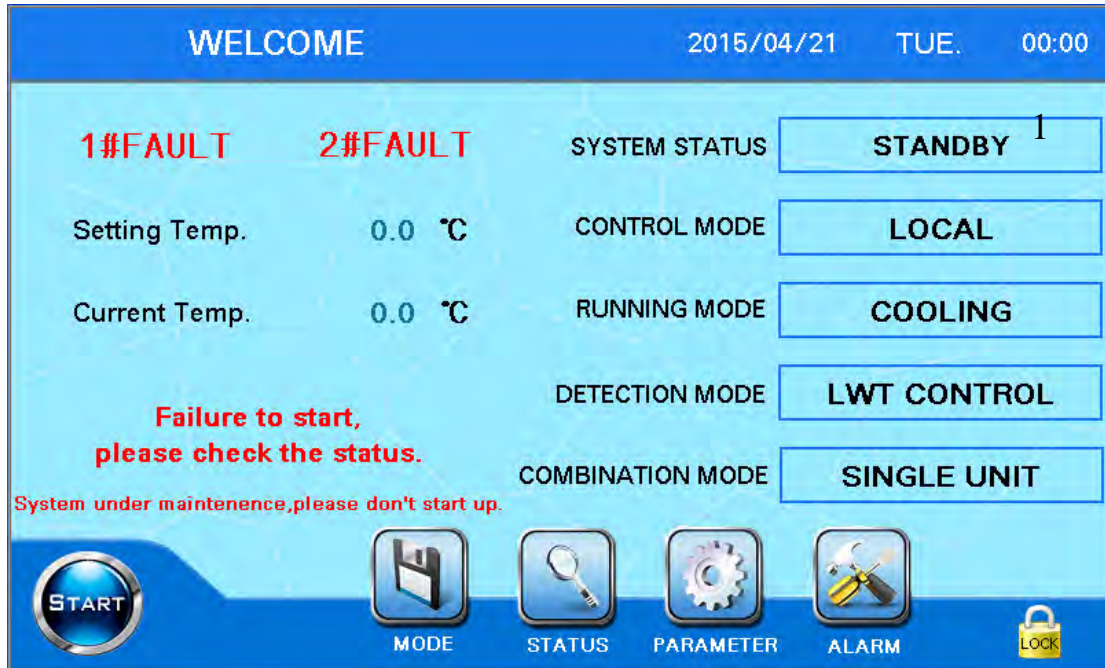 WELCOME 2015/04/21 TUE. 00:00
1#FAULT 2#FAULT SYSTEM STATUS STANDBY 1
Setting Temp. 0.0 ℃ CONTROL MODE LOCAL
Current Temp. 0.0 ℃ RUNNING MODE COOLING
DETECTION MODE LWT CONTROL
Failure to start,
please check the status.
COMBINATION MODE SINGLE UNIT
System under maintenence,please don't start up.
START
MODE STATUS PARAMETER ALARM
LOCK